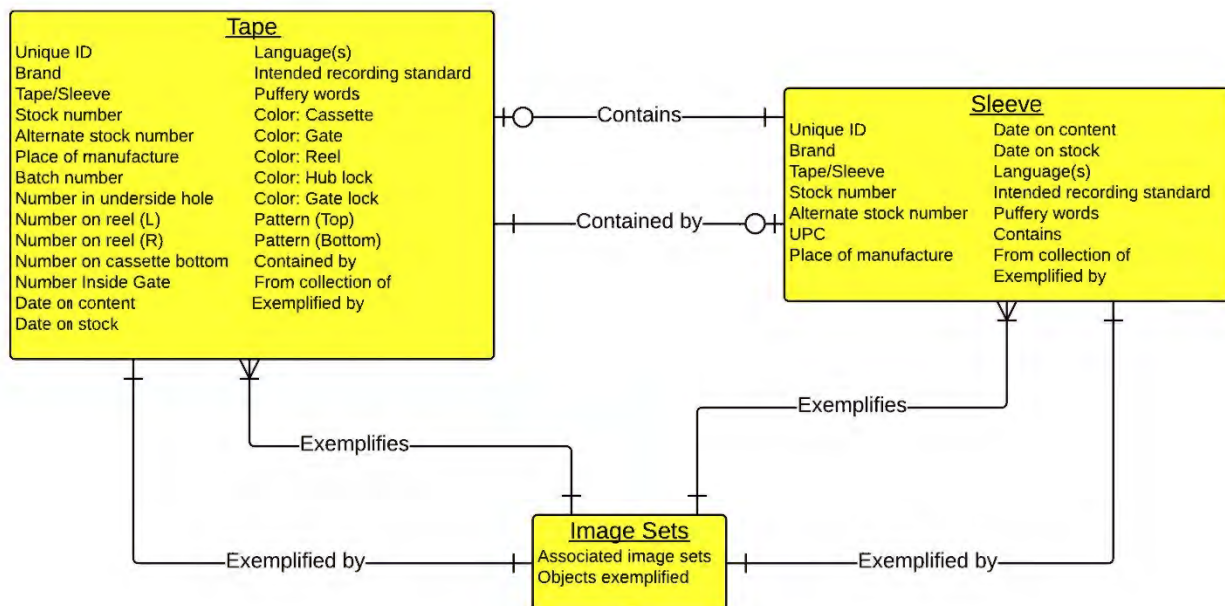 Tape
Unique ID
Brand
Tape/Sleeve
Stock number
Alternate stock number
Place of manufacture
Batch number
Number in underside hole
Number on reel (L)
Number on reel (R)
Number on cassette bottom
Number Inside Gate
Date on content
Date on stock
Language(s)
Intended recording standard
Puffery words
Color: Cassette
Color: Gate
Color: Reel
Color: Hub lock
Color: Gate lock
Pattern (Top)
Pattern (Bottom)
Contained by
From collection of
Exemplified by
Contains
Contained by
Sleeve
Unique ID
Brand
Tape/Sleeve
Stock number
Alternate stock number
UPC
Place of manufacture
Date on content
Date on stock
Language(s)
Intended recording standard
Puffery words
Contains
From collection of
Exemplified by
Exemplifies
Exemplifies
Image Sets
Associated image sets
Objects exemplified
Exemplified by
Exemplified by